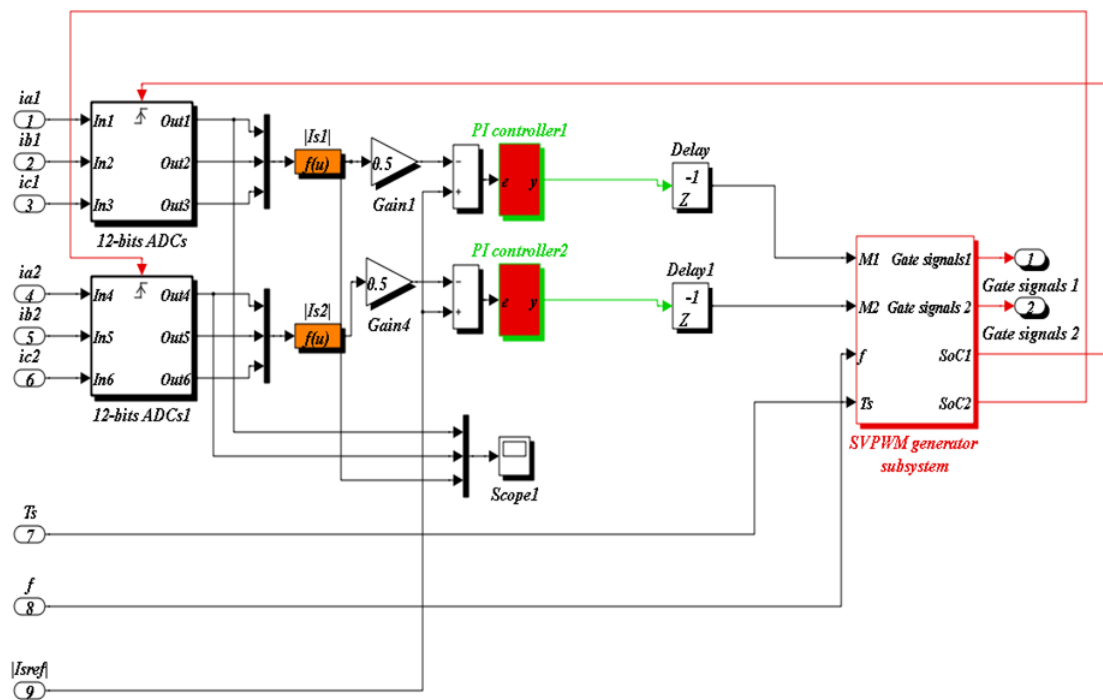 ia1
1
ib1
2
ic1
3
In1
In2
In3
Out1
Out2
Out3
12-bits ADCs
|Is1|
f(u)
0.5
Gain1
-
+
PI controller1
e
y
Delay
-1
Z
ia2
4
ib2
5
ic2
6
In4
In5
In6
Out4
Out5
Out6
12-bits ADCs1
|Is2|
f(u)
0.5
Gain4
-
+
PI controller2
e
y
Delay1
-1
Z
M1
M2
f
Ts
Gate signals1
Gate signals 2
SoC1
SoC2
SVPWM generator
subsystem
1
Gate signals 1
2
Gate signals 2
Scope1
Ts
7
f
8
|Isref|
9